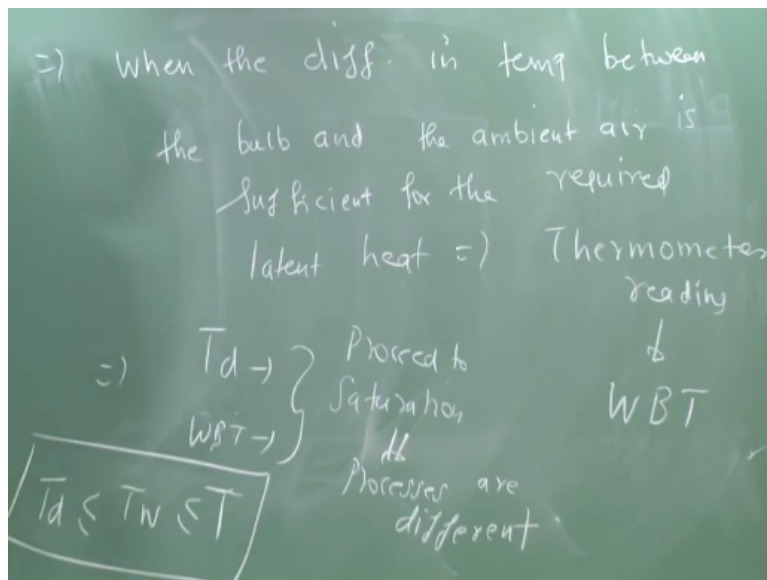 =) When the diff. in temp between
the bulb and the ambient air is
Sufficient for the required
latent heat =) Thermometer
reading
↓
WBT
=) Td →
WBT →
} Proceed to
Saturation
⇓
Processes are
different
Td ≤ Tw ≤ T